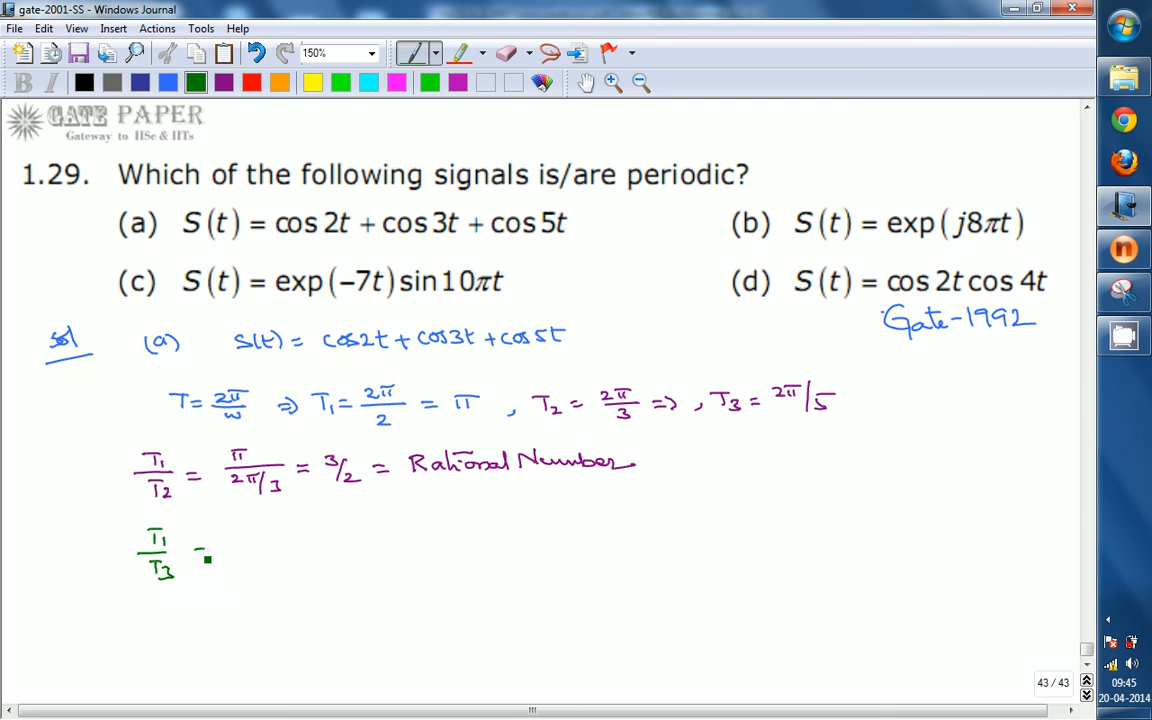 gate-2001-SS - Windows Journal
File Edit View Insert Actions Tools Help
150%
B I
GATE PAPER
Gateway to IISc & IITs
1.29. Which of the following signals is/are periodic?
(a) S(t) = cos 2t + cos 3t + cos 5t (b) S(t) = exp(j8πt)
(c) S(t) = exp(−7t) sin 10πt (d) S(t) = cos 2t cos 4t
Gate-1992
Sol (a) S(t) = cos2t + cos3t + cos5t
T = 2π/w ⇒ T1 = 2π/2 = π , T2 = 2π/3 ⇒ , T3 = 2π/5
T1/T2 = π/(2π/3) = 3/2 = Rational Number
T1/T3 =
43 / 43
09:45
20-04-2014